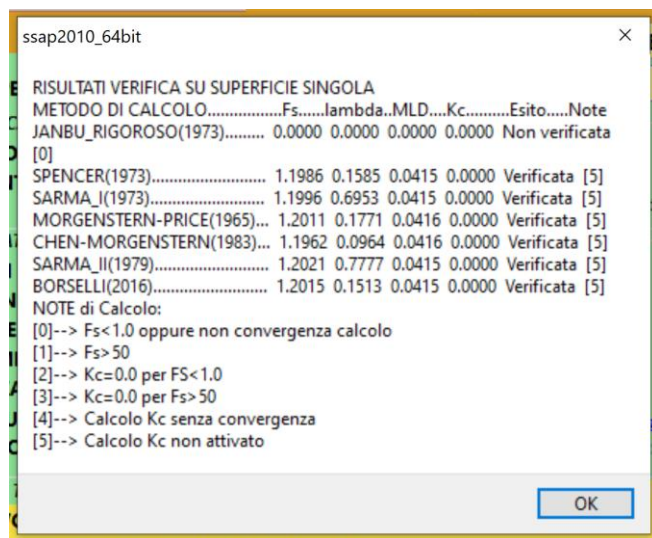 ssap2010_64bit
RISULTATI VERIFICA SU SUPERFICIE SINGOLA
METODO DI CALCOLO.................Fs......lambda..MLD....Kc..........Esito.....Note
JANBU_RIGOROSO(1973)......... 0.0000 0.0000 0.0000 0.0000 Non verificata
[0]
SPENCER(1973).......................... 1.1986 0.1585 0.0415 0.0000 Verificata [5]
SARMA_I(1973).......................... 1.1996 0.6953 0.0415 0.0000 Verificata [5]
MORGENSTERN-PRICE(1965)... 1.2011 0.1771 0.0416 0.0000 Verificata [5]
CHEN-MORGENSTERN(1983)... 1.1962 0.0964 0.0416 0.0000 Verificata [5]
SARMA_II(1979).......................... 1.2021 0.7777 0.0415 0.0000 Verificata [5]
BORSELLI(2016).......................... 1.2015 0.1513 0.0415 0.0000 Verificata [5]
NOTE di Calcolo:
[0]--> Fs<1.0 oppure non convergenza calcolo
[1]--> Fs>50
[2]--> Kc=0.0 per FS<1.0
[3]--> Kc=0.0 per Fs>50
[4]--> Calcolo Kc senza convergenza
[5]--> Calcolo Kc non attivato
OK